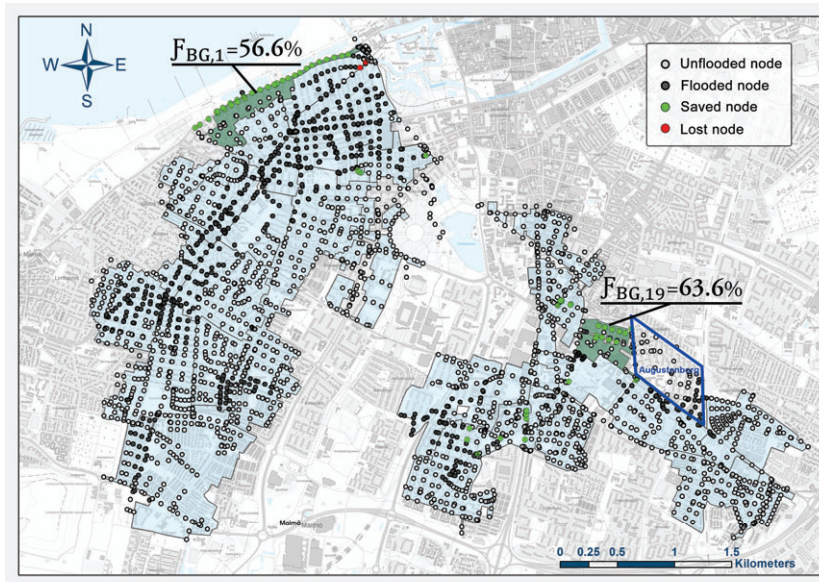 N
W E
S
F_BG,1=56.6%
Unflooded node
Flooded node
Saved node
Lost node
F_BG,19=63.6%
Augustenborg
Malmö
0 0.25 0.5 1 1.5
Kilometers